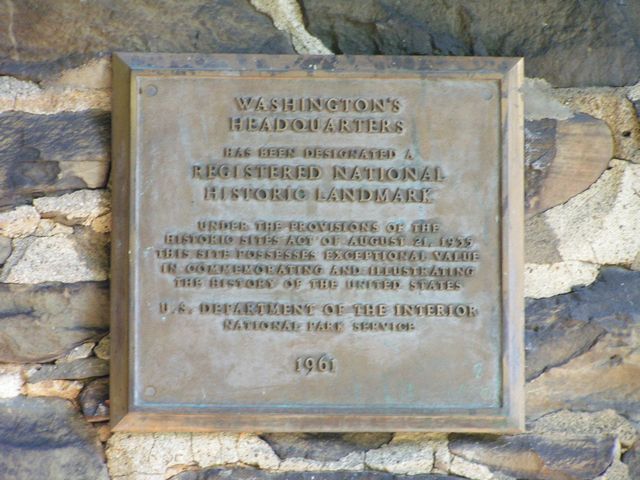 WASHINGTON'S
HEADQUARTERS
HAS BEEN DESIGNATED A
REGISTERED NATIONAL
HISTORIC LANDMARK
UNDER THE PROVISIONS OF THE
HISTORIC SITES ACT OF AUGUST 21, 1935
THIS SITE POSSESSES EXCEPTIONAL VALUE
IN COMMEMORATING AND ILLUSTRATING
THE HISTORY OF THE UNITED STATES
U.S. DEPARTMENT OF THE INTERIOR
NATIONAL PARK SERVICE
1961